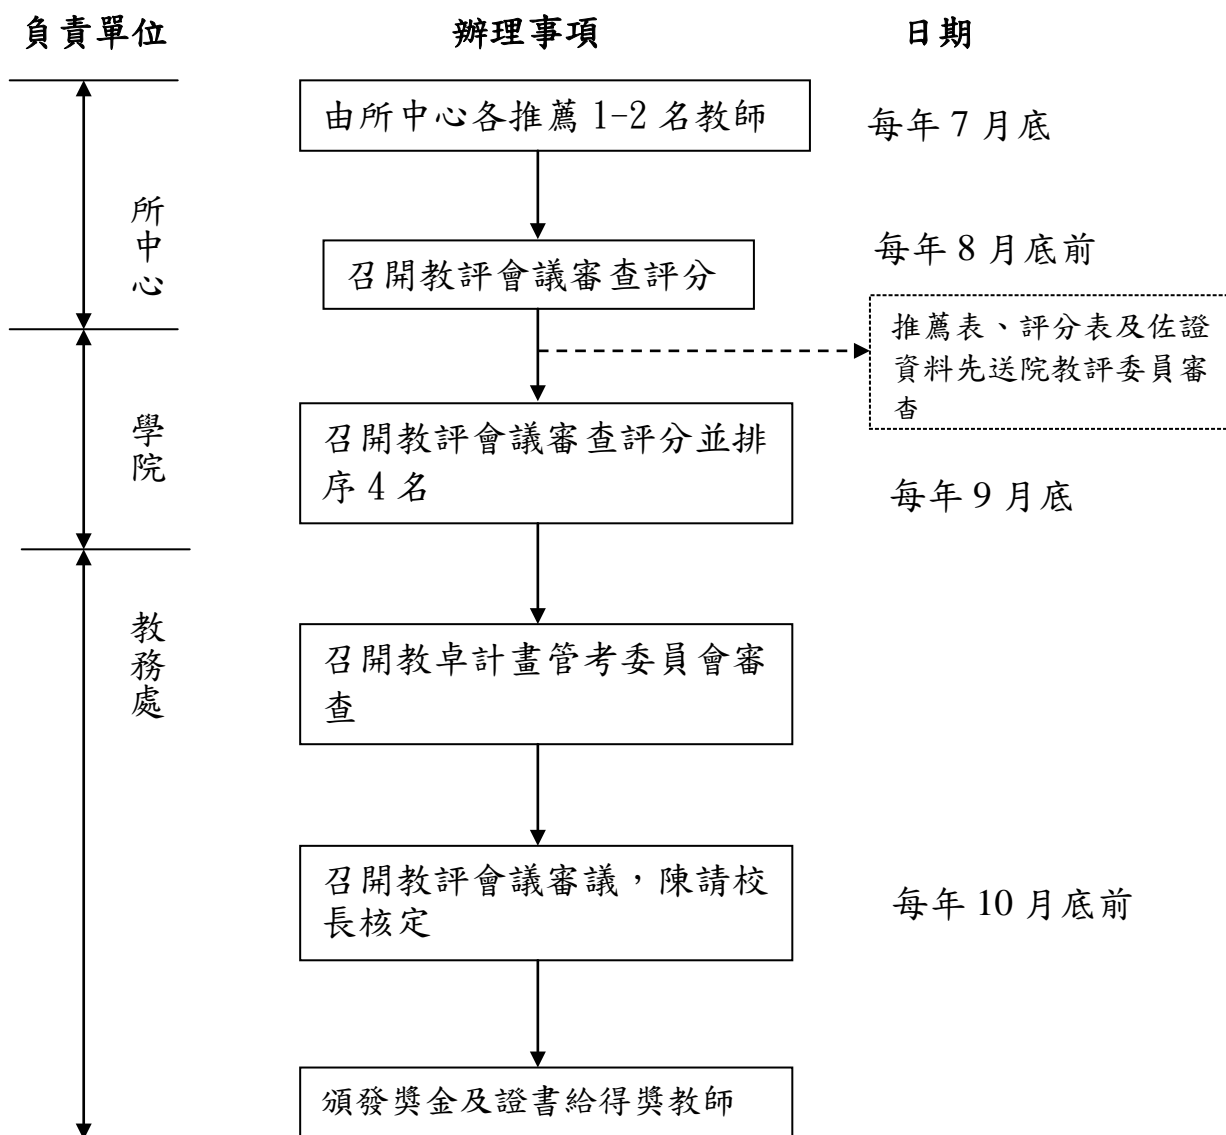 負責單位
辦理事項
日期
由所中心各推薦 1-2 名教師
每年 7 月底
所中心
召開教評會議審查評分
每年 8 月底前
推薦表、評分表及佐證
資料先送院教評委員審
查
學院
召開教評會議審查評分並排
序 4 名
每年 9 月底
教務處
召開教卓計畫管考委員會審
查
召開教評會議審議，陳請校
長核定
每年 10 月底前
頒發獎金及證書給得獎教師